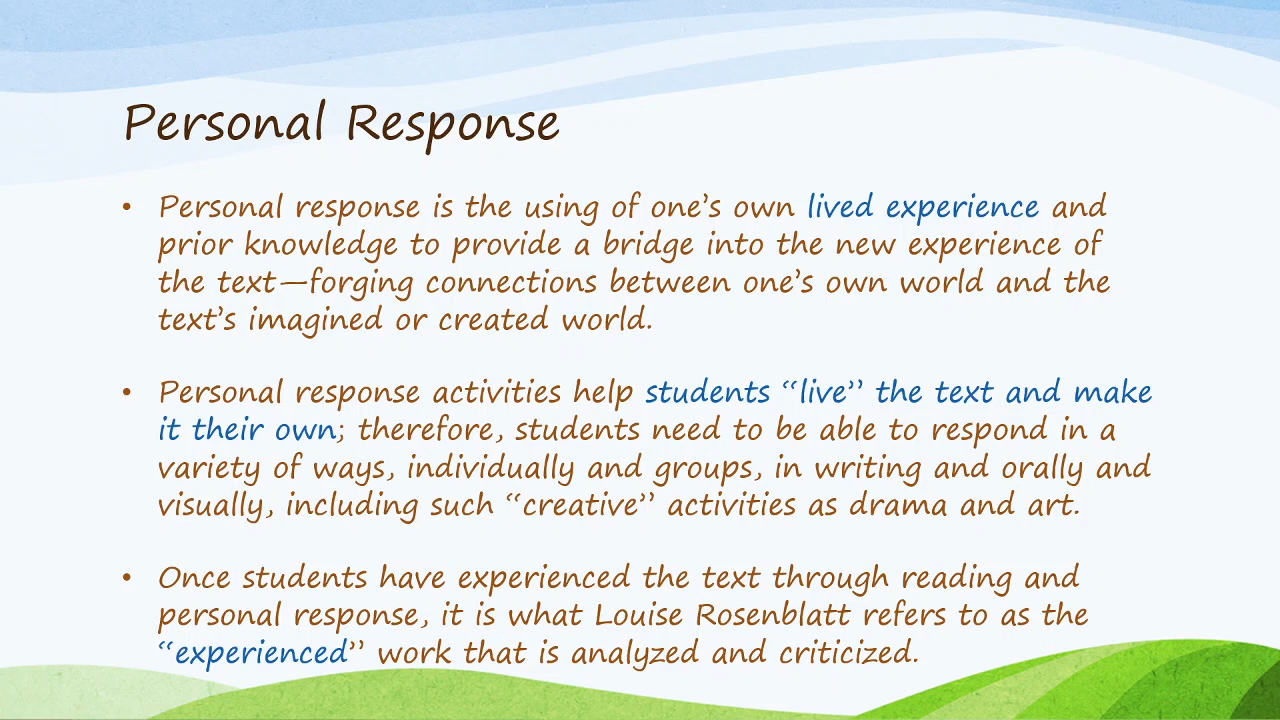 Personal Response
• Personal response is the using of one’s own lived experience and
prior knowledge to provide a bridge into the new experience of
the text—forging connections between one’s own world and the
text’s imagined or created world.
• Personal response activities help students “live” the text and make
it their own; therefore, students need to be able to respond in a
variety of ways, individually and groups, in writing and orally and
visually, including such “creative” activities as drama and art.
• Once students have experienced the text through reading and
personal response, it is what Louise Rosenblatt refers to as the
“experienced” work that is analyzed and criticized.